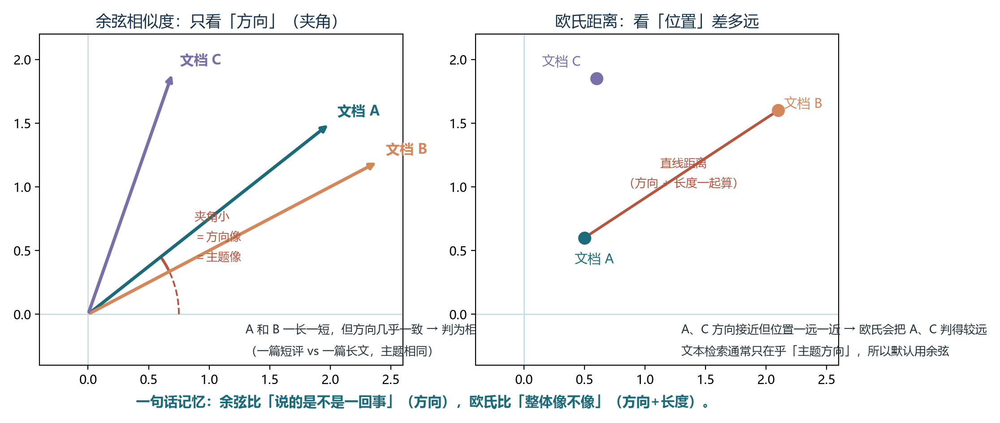 余弦相似度：只看「方向」（夹角）
2.0
1.5
1.0
0.5
0.0
文档 C
文档 A
文档 B
夹角小
= 方向像
= 主题像
A 和 B 一长一短，但方向几乎一致 → 判为相
（一篇短评 vs 一篇长文，主题相同）
0.0 0.5 1.0 1.5 2.0 2.5
欧氏距离：看「位置」差多远
2.0
1.5
1.0
0.5
0.0
文档 C
文档 B
直线距离
（方向 + 长度一起算）
文档 A
A、C 方向接近但位置一远一近 → 欧氏会把 A、C 判得较远
文本检索通常只在乎「主题方向」，所以默认用余弦
0.0 0.5 1.0 1.5 2.0 2.5
一句话记忆：余弦比「说的是不是一回事」（方向），欧氏比「整体像不像」（方向+长度）。